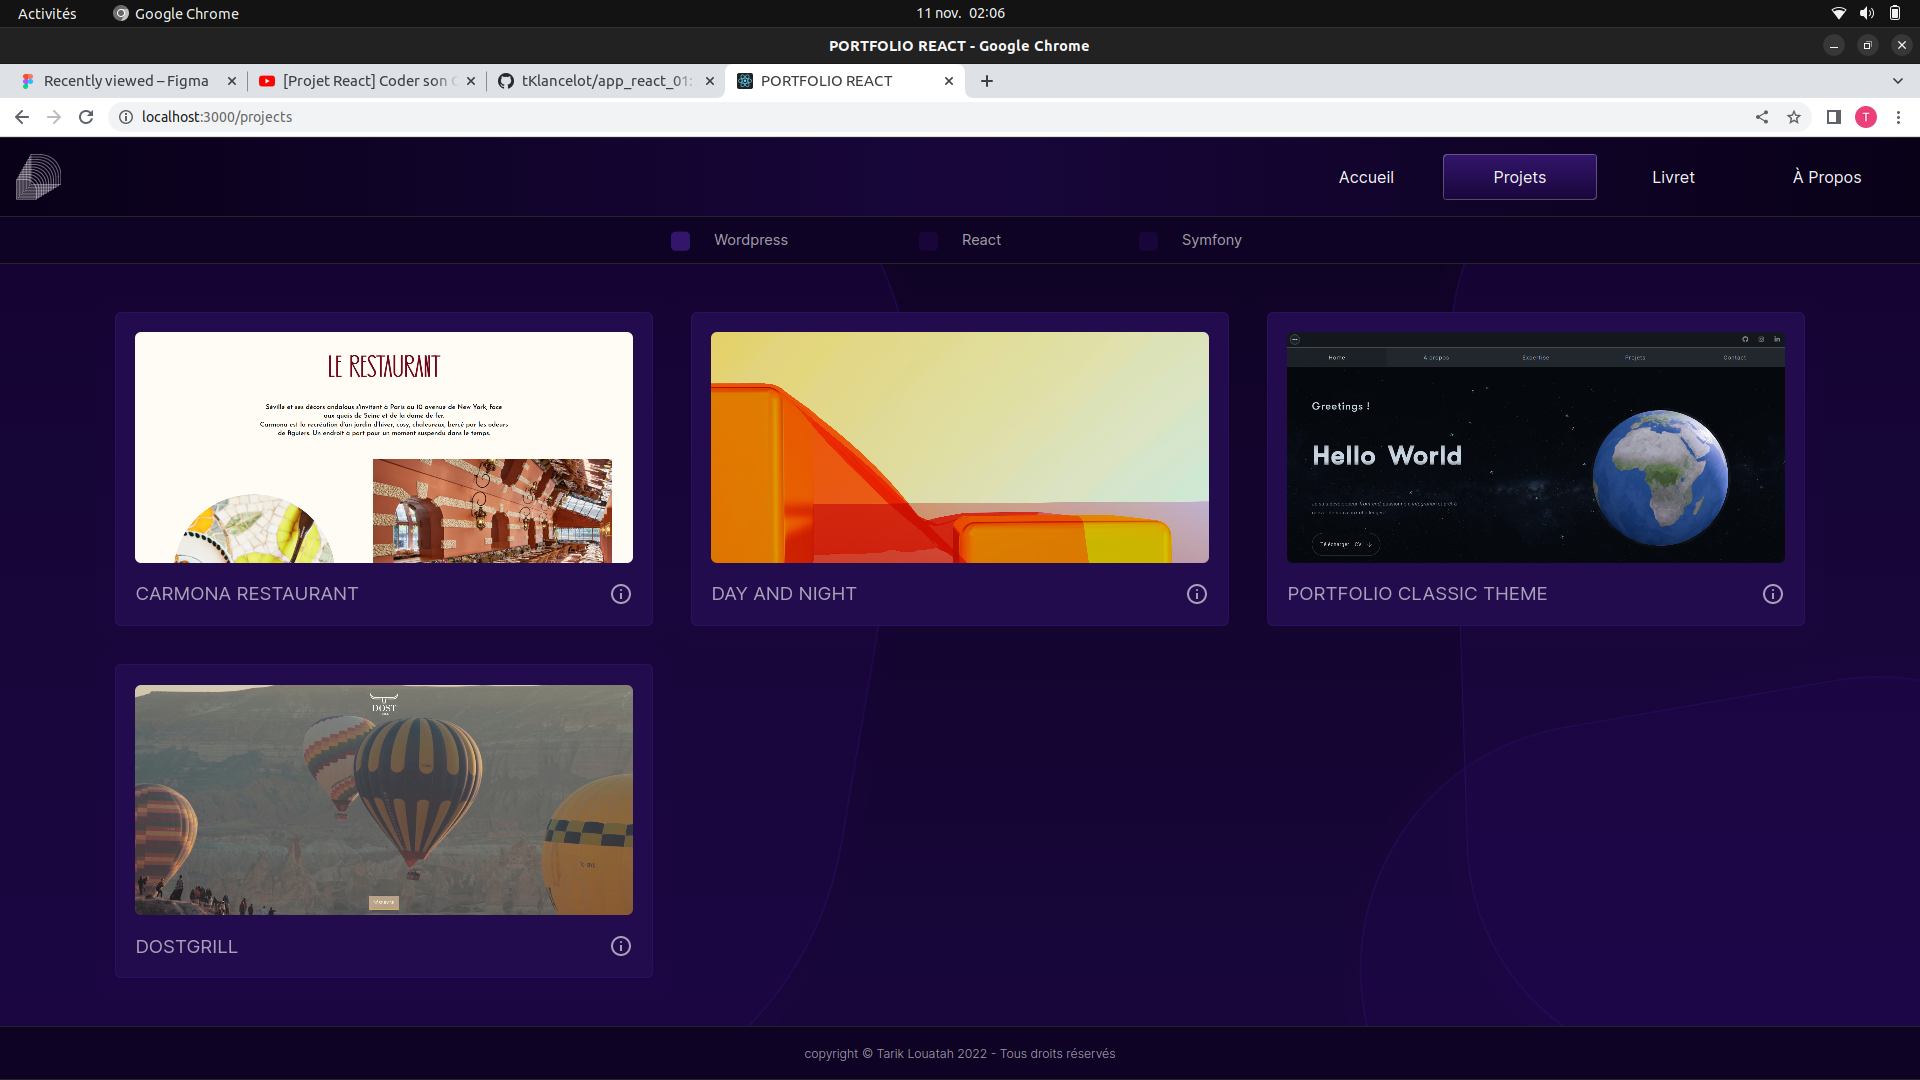 Activités
Google Chrome
11 nov. 02:06
PORTFOLIO REACT - Google Chrome
Recently viewed – Figma
[Projet React] Coder son
tKlancelot/app_react_01:
PORTFOLIO REACT
localhost:3000/projects
T
Accueil
Projets
Livret
À Propos
Wordpress
React
Symfony
LE RESTAURANT
Séville et ses décors andalous s'invitent à Paris au 10 avenue de New York, face
aux quais de Seine et de la dame de fer.
Carmona est la recréation d'un jardin d'hiver, cosy, chaleureux, bercé par les odeurs
de figuiers. Un endroit à part pour un moment suspendu dans le temps.
CARMONA RESTAURANT
DAY AND NIGHT
Home
A propos
Expertise
Projets
Contact
Greetings !
Hello World
Télécharger CV
PORTFOLIO CLASSIC THEME
DOST
DOSTGRILL
copyright © Tarik Louatah 2022 - Tous droits réservés